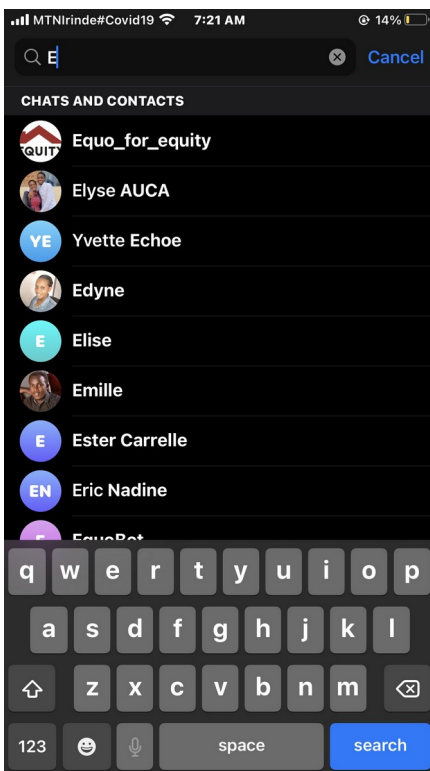 MTNIrinde#Covid19 7:21 AM 14%
E Cancel
CHATS AND CONTACTS
EQUITY Equo_for_equity
Elyse AUCA
YE Yvette Echoe
Edyne
E Elise
Emille
E Ester Carrelle
EN Eric Nadine
E EquoBot
q w e r t y u i o p
a s d f g h j k l
z x c v b n m
123 space search